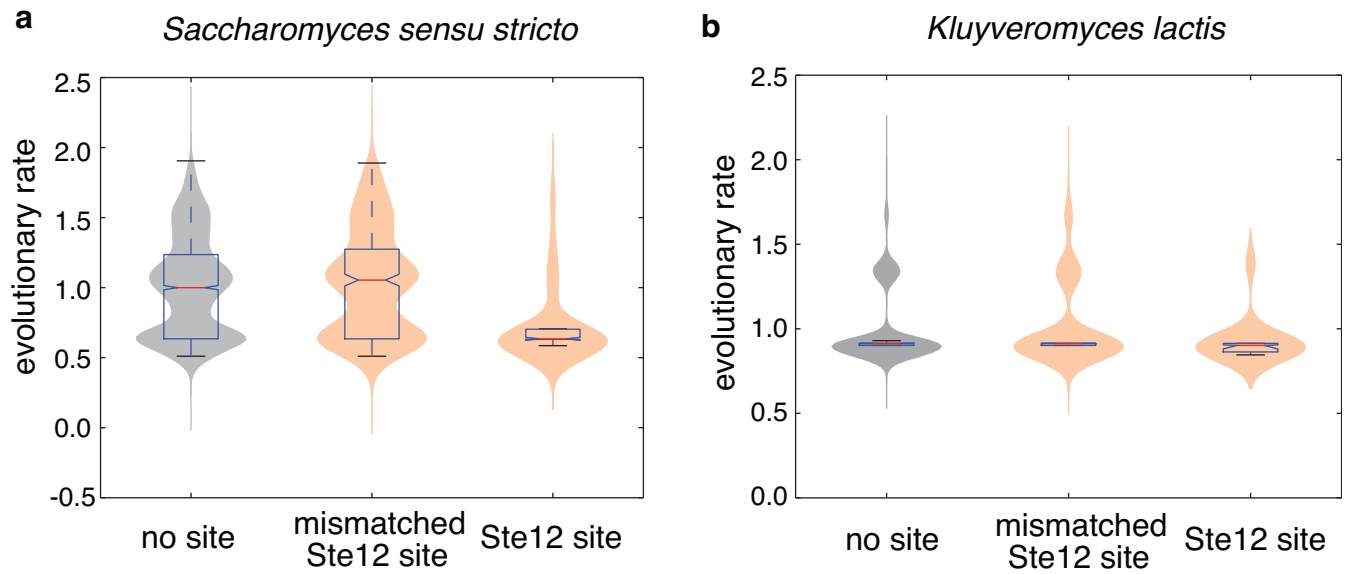 a
Saccharomyces sensu stricto
evolutionary rate
2.5
2.0
1.5
1.0
0.5
0.0
-0.5
no site
mismatched
Ste12 site
Ste12 site
b
Kluyveromyces lactis
evolutionary rate
2.5
2.0
1.5
1.0
0.5
0.0
no site
mismatched
Ste12 site
Ste12 site